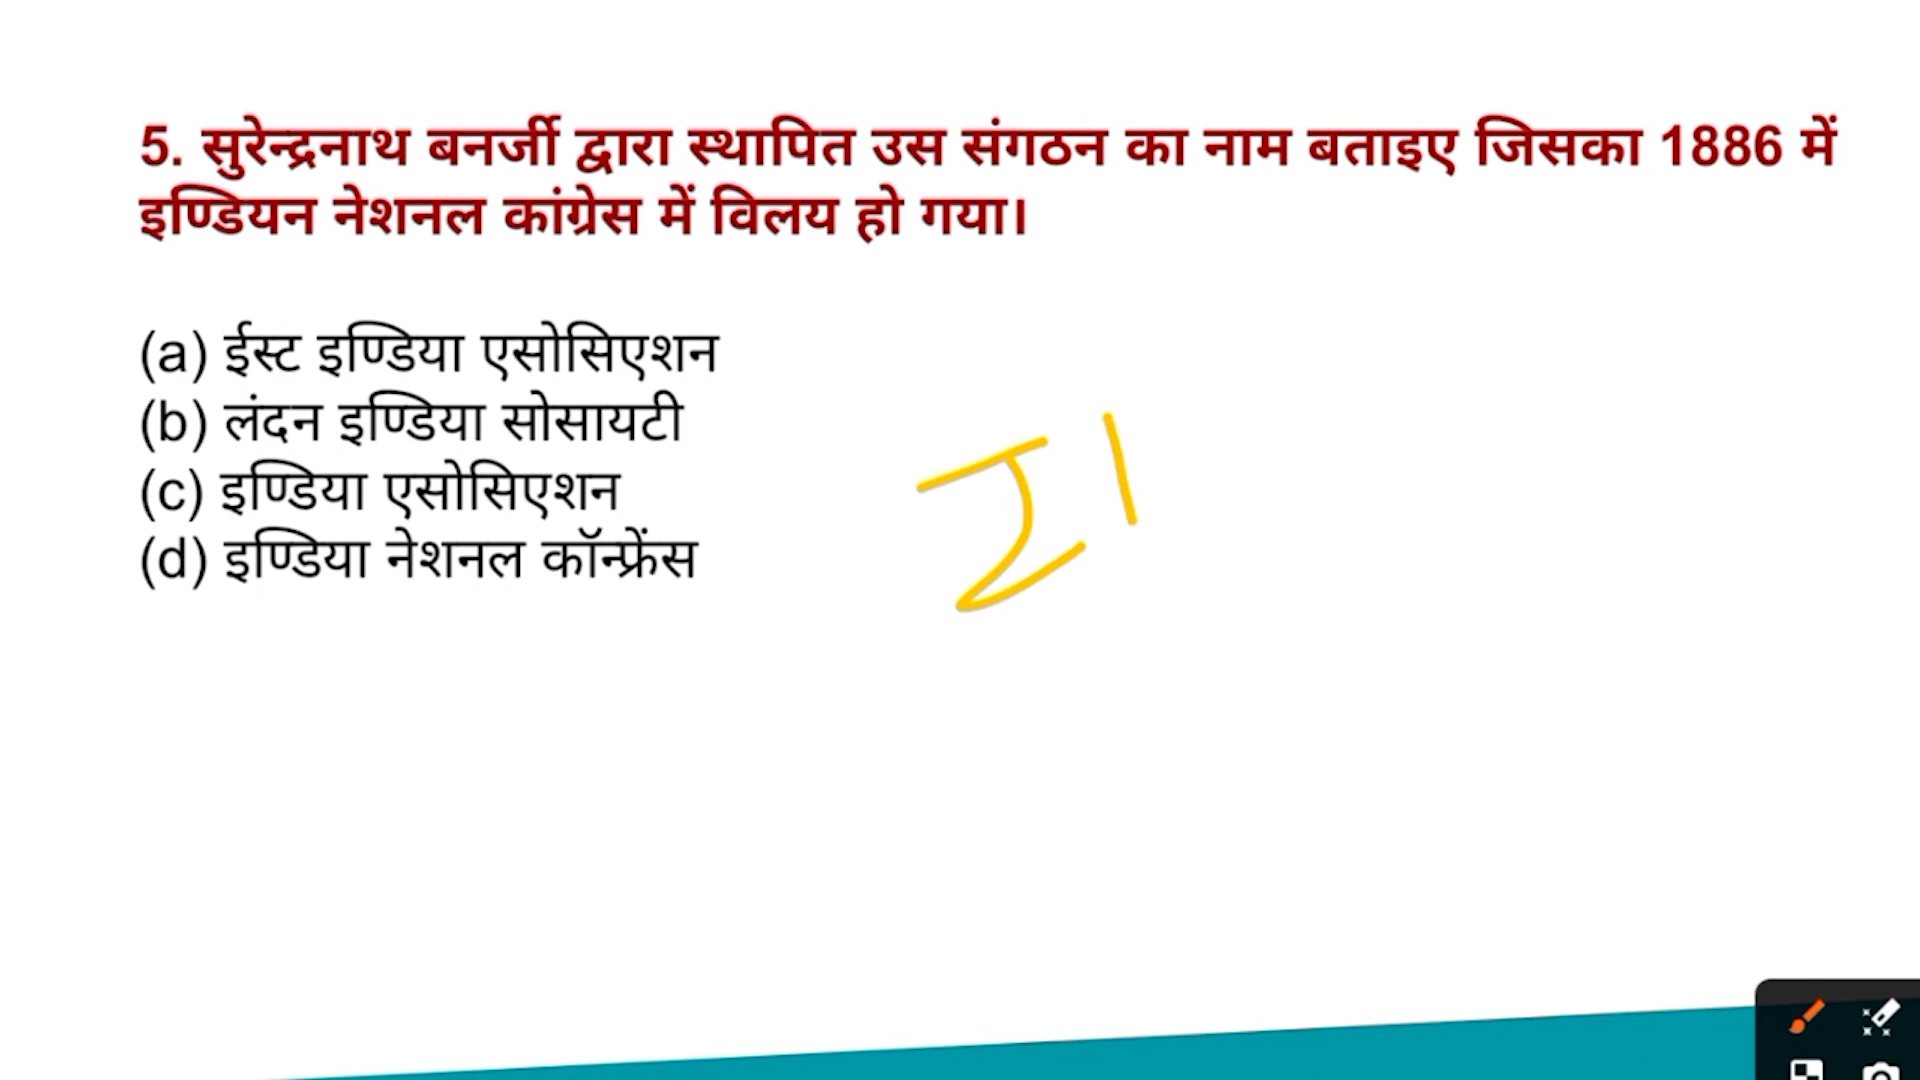 5. सुरेन्द्रनाथ बनर्जी द्वारा स्थापित उस संगठन का नाम बताइए जिसका 1886 में
इण्डियन नेशनल कांग्रेस में विलय हो गया।
(a) ईस्ट इण्डिया एसोसिएशन
(b) लंदन इण्डिया सोसायटी
(c) इण्डिया एसोसिएशन
(d) इण्डिया नेशनल कॉन्फ्रेंस